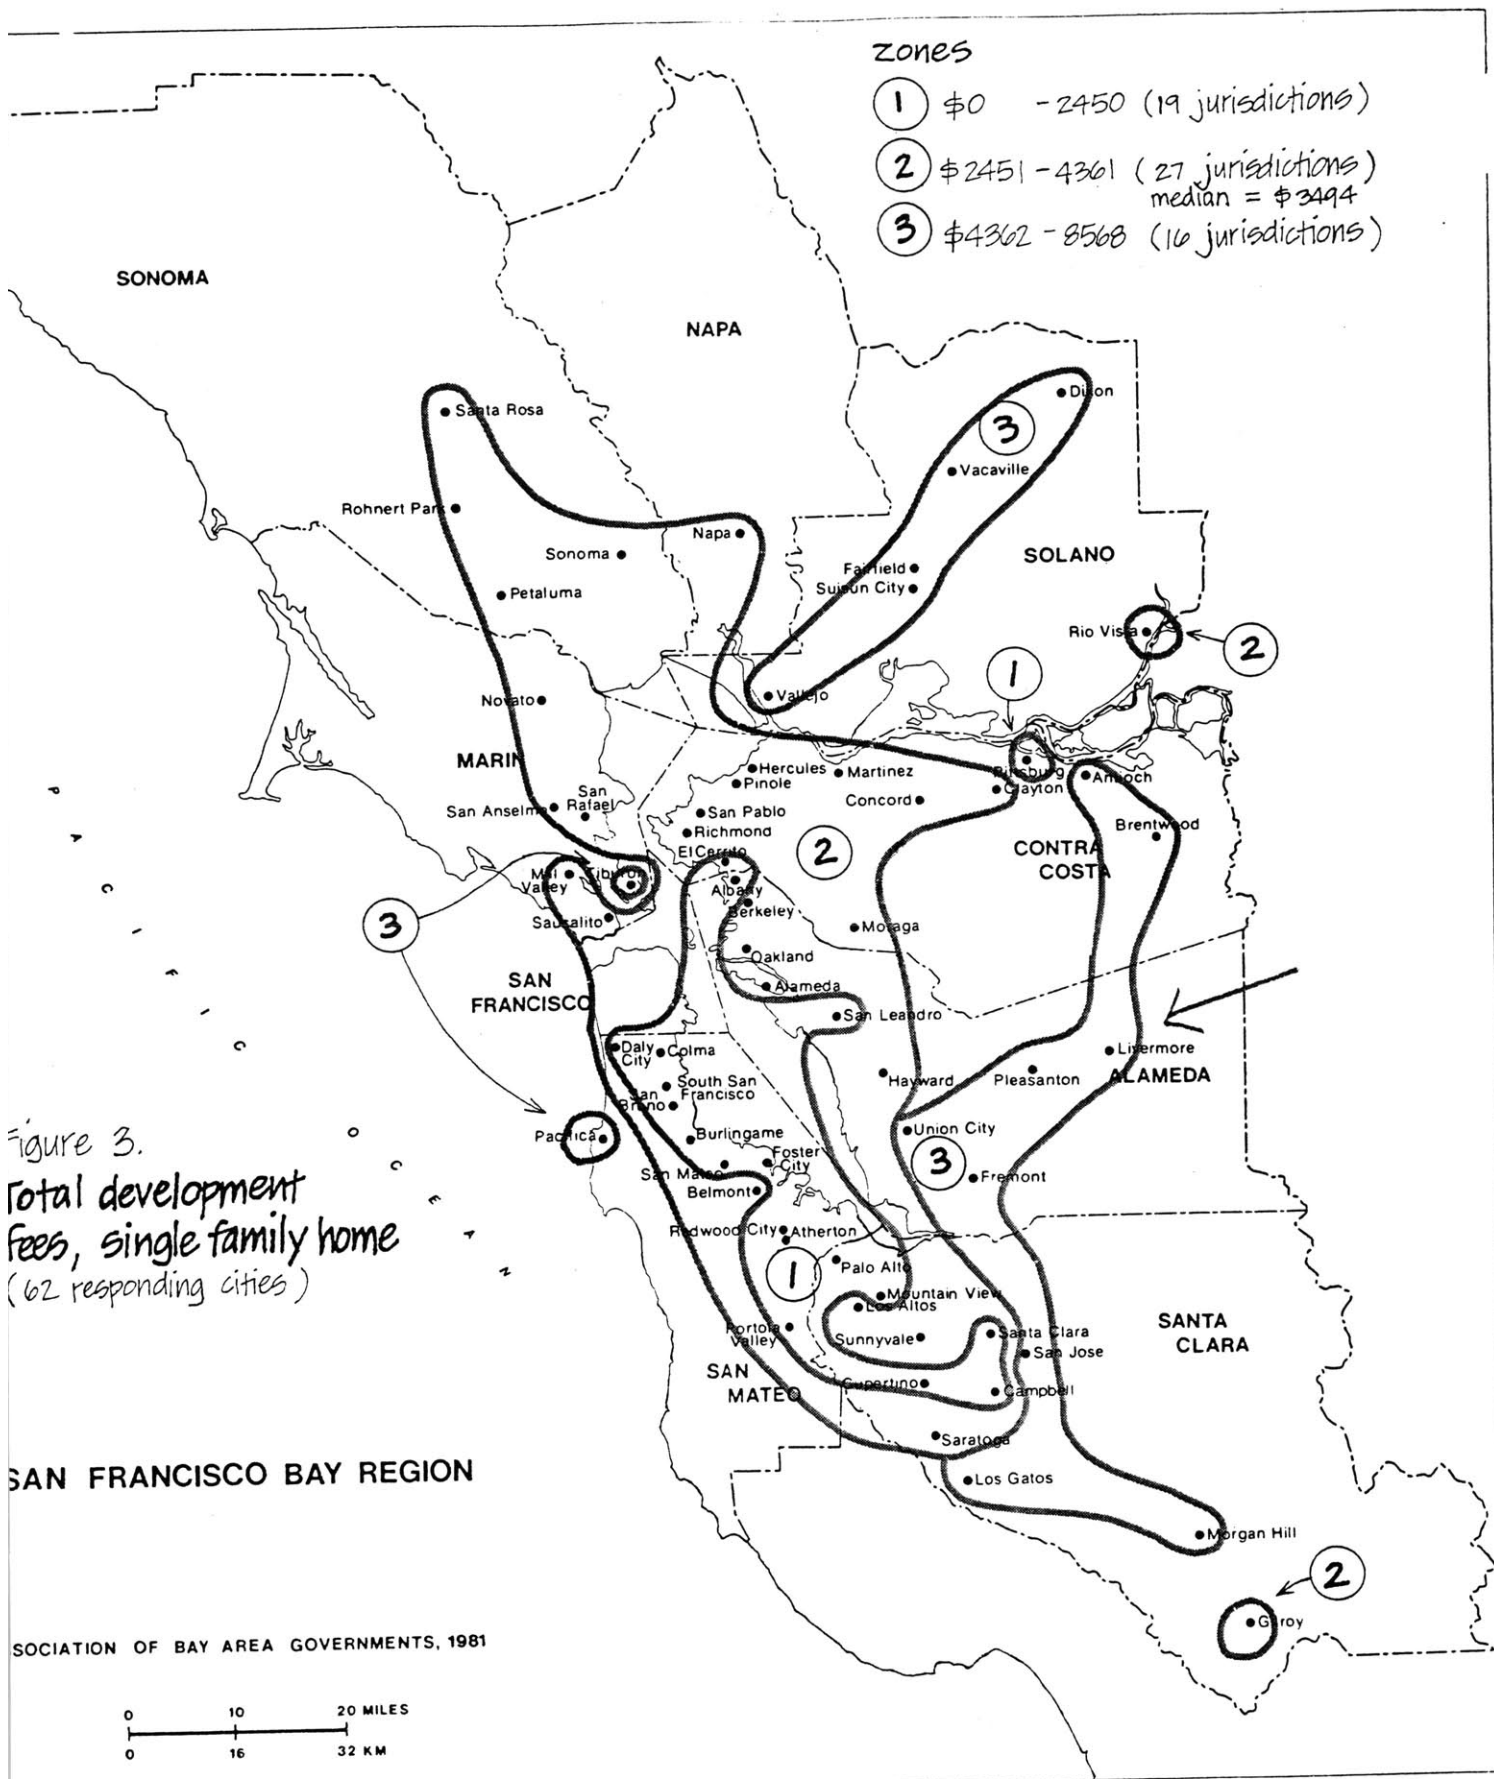 zones
1 $0 - 2450 (19 jurisdictions)
2 $2451 - 4361 (27 jurisdictions)
median = $3494
3 $4362 - 8568 (16 jurisdictions)
SONOMA
NAPA
Dixon
3
Santa Rosa
Vacaville
Rohnert Park
Napa
Sonoma
SOLANO
Fairfield
Suisun City
Petaluma
Rio Vista
2
1
Novato
Vallejo
MARIN
Hercules
Martinez
Pittsburg
Antioch
Pinole
Clayton
San Anselmo
San
Rafael
Concord
San Pablo
Brentwood
Richmond
El Cerrito
2
CONTRA
COSTA
Mill
Valley
Tiburon
Albany
Berkeley
3
Sausalito
Moraga
Oakland
SAN
FRANCISCO
Alameda
San Leandro
PACIFIC
OCEAN
Daly
City
Colma
Livermore
Hayward
Pleasanton
ALAMEDA
South San
Francisco
San
Bruno
Pacifica
Burlingame
Union City
Foster
City
3
San Mateo
Fremont
Belmont
Redwood City
Atherton
Palo Alto
1
Mountain View
Los Altos
Portola
Valley
Sunnyvale
Santa Clara
San Jose
SANTA
CLARA
SAN
MATEO
Cupertino
Campbell
Saratoga
Los Gatos
Morgan Hill
2
Gilroy
Figure 3.
Total development
fees, single family home
(62 responding cities)
SAN FRANCISCO BAY REGION
SOCIATION OF BAY AREA GOVERNMENTS, 1981
0 10 20 MILES
0 16 32 KM